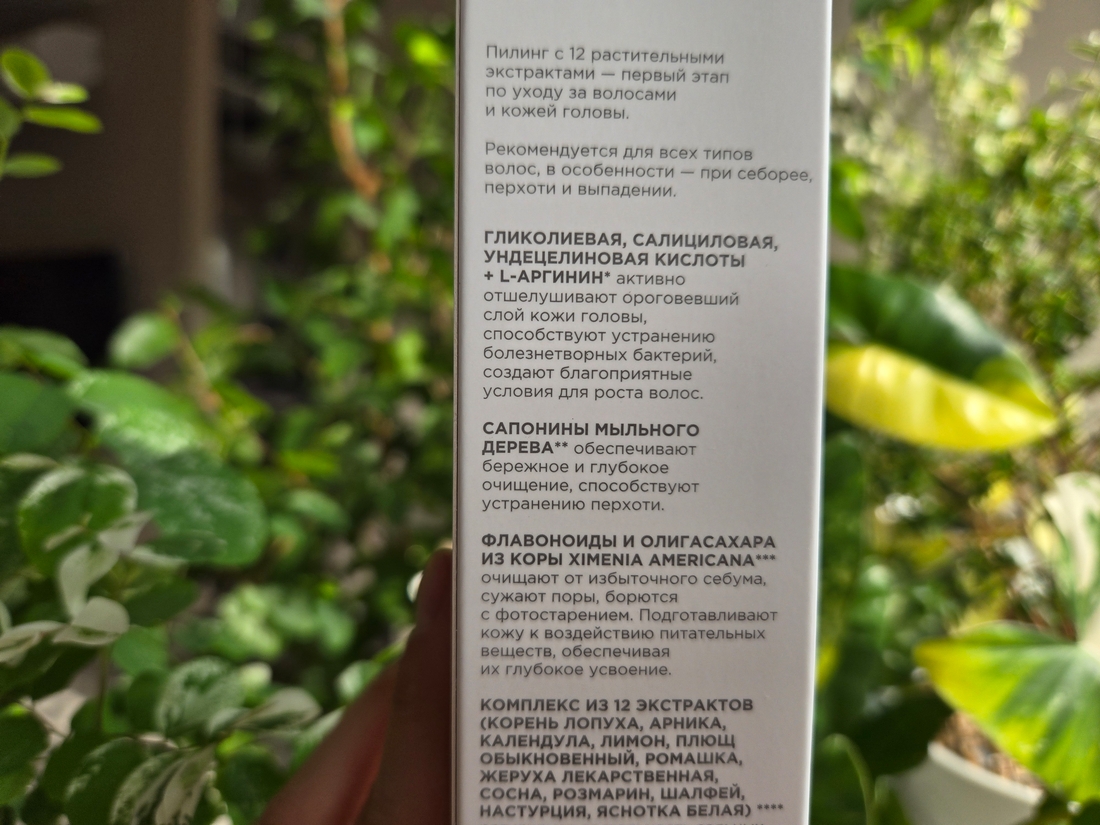 Пилинг с 12 растительными
экстрактами — первый этап
по уходу за волосами
и кожей головы.
Рекомендуется для всех типов
волос, в особенности — при себорее,
перхоти и выпадении.
ГЛИКОЛИЕВАЯ, САЛИЦИЛОВАЯ,
УНДЕЦЕЛИНОВАЯ КИСЛОТЫ
+ L-АРГИНИН* активно
отшелушивают ороговевший
слой кожи головы,
способствуют устранению
болезнетворных бактерий,
создают благоприятные
условия для роста волос.
САПОНИНЫ МЫЛЬНОГО
ДЕРЕВА** обеспечивают
бережное и глубокое
очищение, способствуют
устранению перхоти.
ФЛАВОНОИДЫ И ОЛИГАСАХАРА
ИЗ КОРЫ XIMENIA AMERICANA***
очищают от избыточного себума,
сужают поры, борются
с фотостарением. Подготавливают
кожу к воздействию питательных
веществ, обеспечивая
их глубокое усвоение.
КОМПЛЕКС ИЗ 12 ЭКСТРАКТОВ
(КОРЕНЬ ЛОПУХА, АРНИКА,
КАЛЕНДУЛА, ЛИМОН, ПЛЮЩ
ОБЫКНОВЕННЫЙ, РОМАШКА,
ЖЕРУХА ЛЕКАРСТВЕННАЯ,
СОСНА, РОЗМАРИН, ШАЛФЕЙ,
НАСТУРЦИЯ, ЯСНОТКА БЕЛАЯ) ****